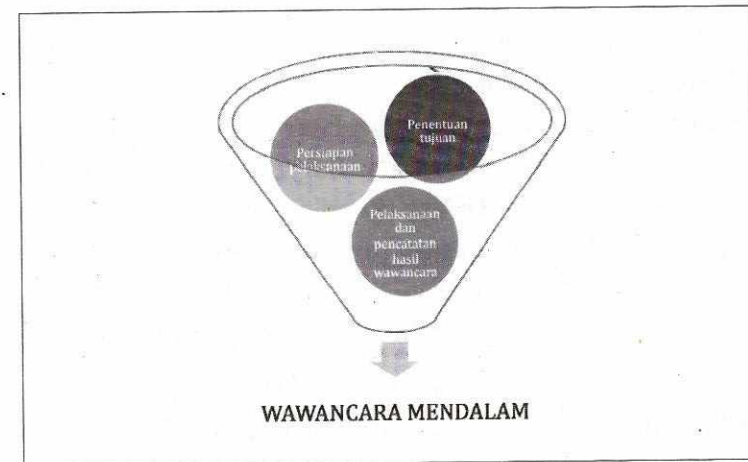 Penentuan
tujuan
Persiapan
pelaksanaan
Pelaksanaan
dan
pencatatan
hasil
wawancara
WAWANCARA MENDALAM